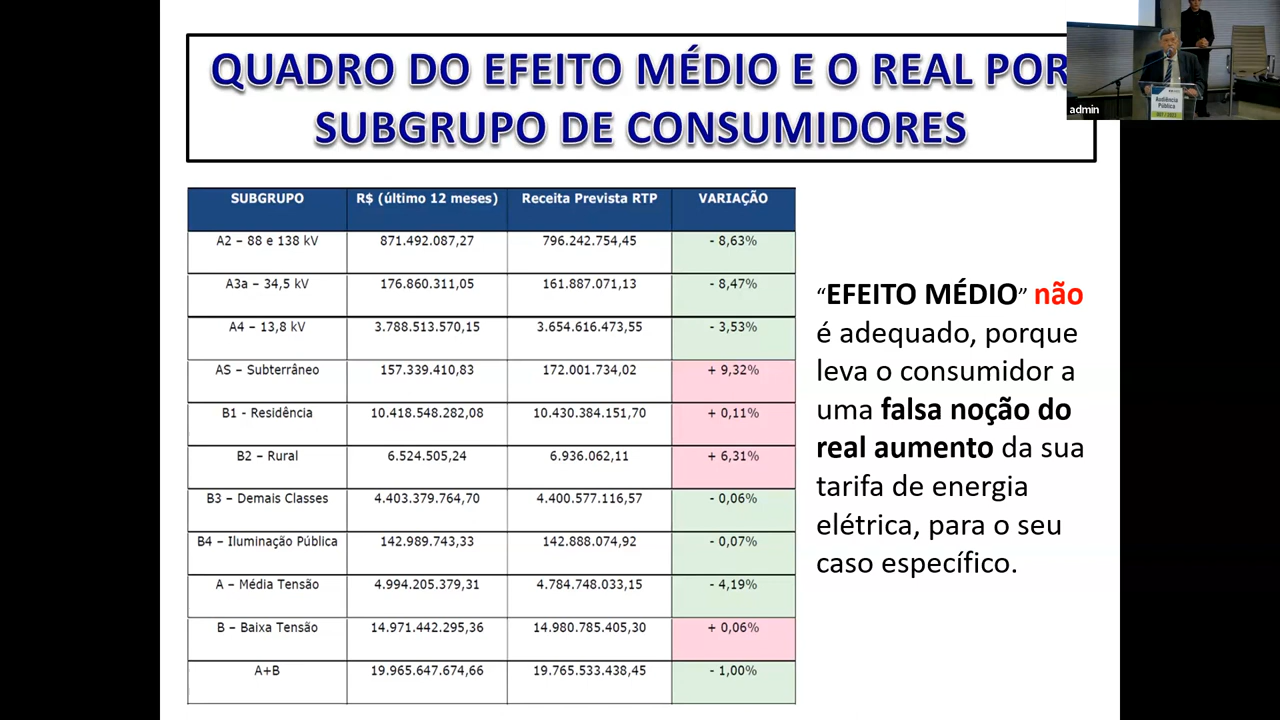 QUADRO DO EFEITO MÉDIO E O REAL POR
SUBGRUPO DE CONSUMIDORES
admin
Audiência
Pública
SUBGRUPO R$ (último 12 meses) Receita Prevista RTP VARIAÇÃO
A2 – 88 e 138 kV 871.492.087,27 796.242.754,45 - 8,63%
A3a – 34,5 kV 176.860.311,05 161.887.071,13 - 8,47%
A4 – 13,8 kV 3.788.513.570,15 3.654.616.473,55 - 3,53%
AS – Subterrâneo 157.339.410,83 172.001.734,02 + 9,32%
B1 - Residência 10.418.548.282,08 10.430.384.151,70 + 0,11%
B2 – Rural 6.524.505,24 6.936.062,11 + 6,31%
B3 – Demais Classes 4.403.379.764,70 4.400.577.116,57 - 0,06%
B4 – Iluminação Pública 142.989.743,33 142.888.074,92 - 0,07%
A – Média Tensão 4.994.205.379,31 4.784.748.033,15 - 4,19%
B – Baixa Tensão 14.971.442.295,36 14.980.785.405,30 + 0,06%
A+B 19.965.647.674,66 19.765.533.438,45 - 1,00%
“EFEITO MÉDIO” não
é adequado, porque
leva o consumidor a
uma falsa noção do
real aumento da sua
tarifa de energia
elétrica, para o seu
caso específico.